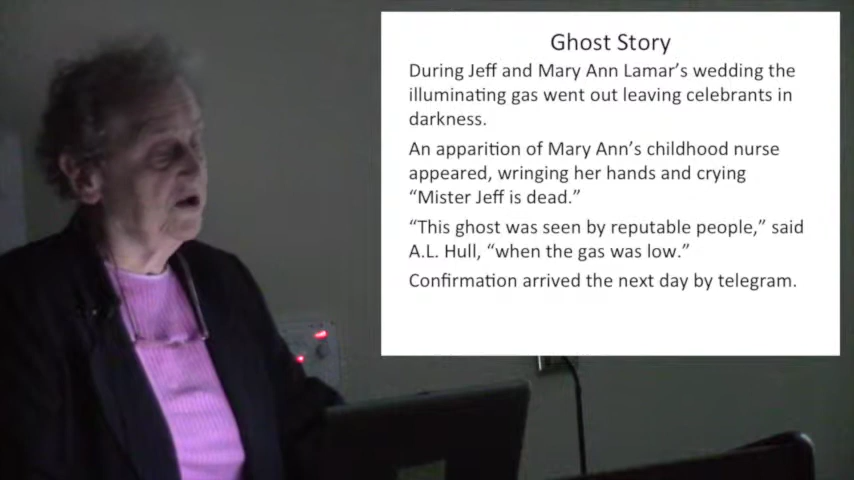 Ghost Story
During Jeff and Mary Ann Lamar's wedding the
illuminating gas went out leaving celebrants in
darkness.
An apparition of Mary Ann's childhood nurse
appeared, wringing her hands and crying
"Mister Jeff is dead."
"This ghost was seen by reputable people," said
A.L. Hull, "when the gas was low."
Confirmation arrived the next day by telegram.